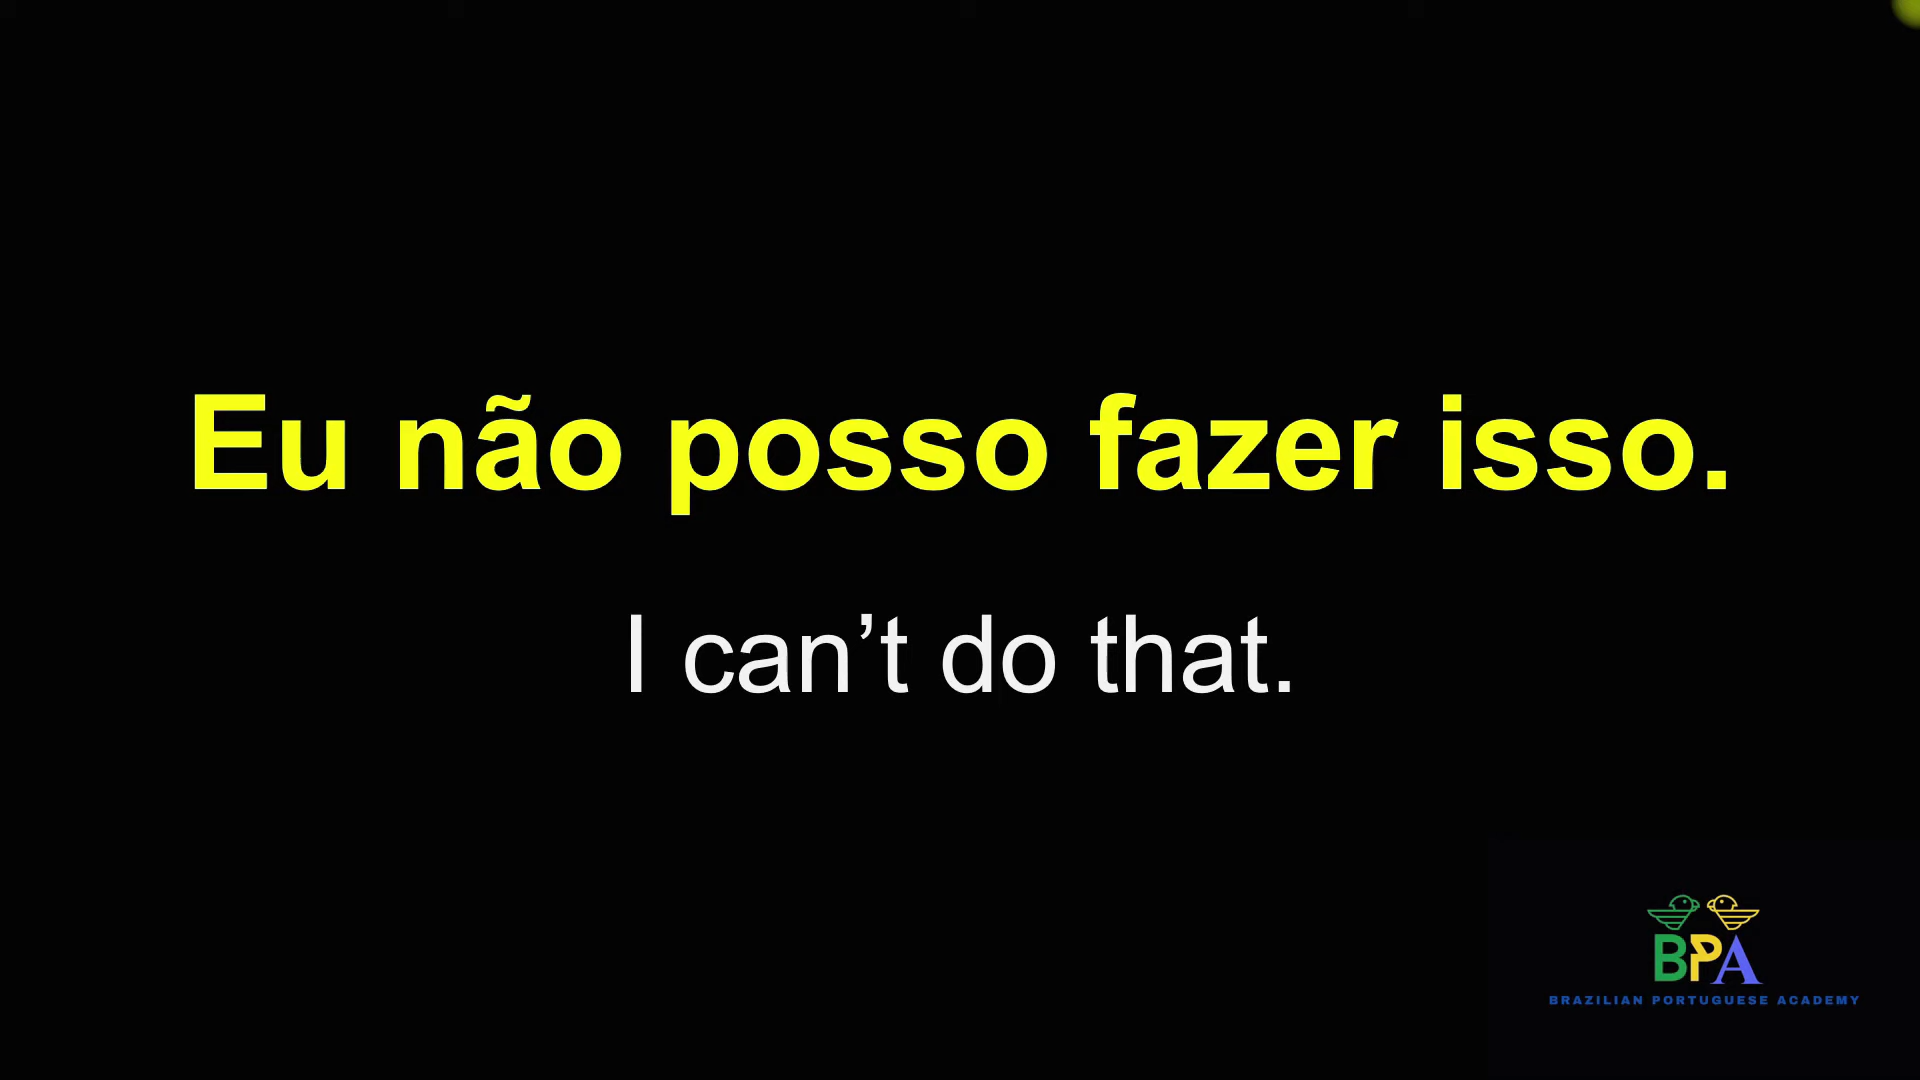 Eu não posso fazer isso.
I can’t do that.
BPA
BRAZILIAN PORTUGUESE ACADEMY